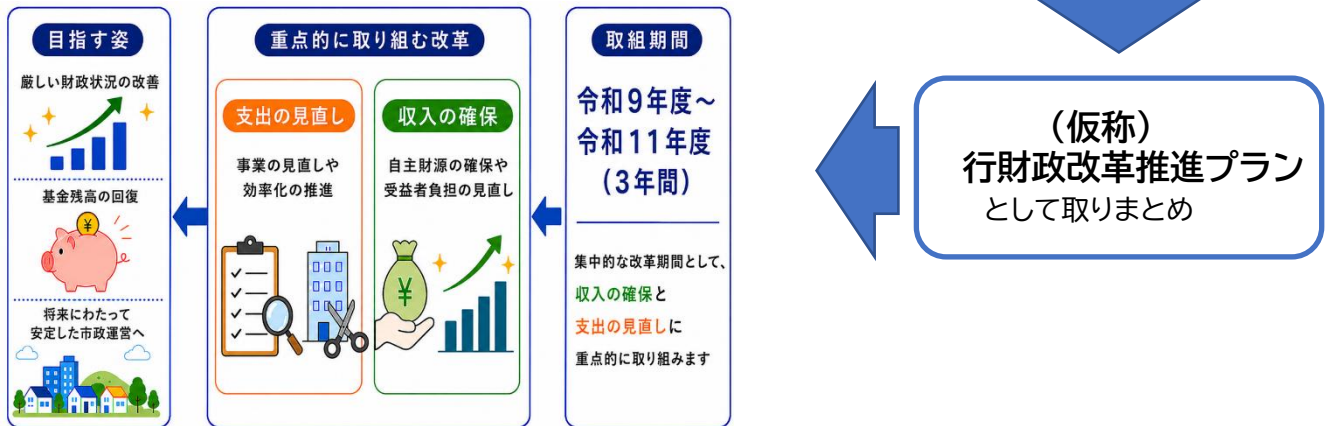 目指す姿
厳しい財政状況の改善
基金残高の回復
¥
将来にわたって
安定した市政運営へ
重点的に取り組む改革
支出の見直し
事業の見直しや
効率化の推進
収入の確保
自主財源の確保や
受益者負担の見直し
¥
取組期間
令和9年度～
令和11年度
（3年間）
集中的な改革期間として、
収入の確保と
支出の見直しに
重点的に取り組みます
（仮称）
行財政改革推進プラン
として取りまとめ